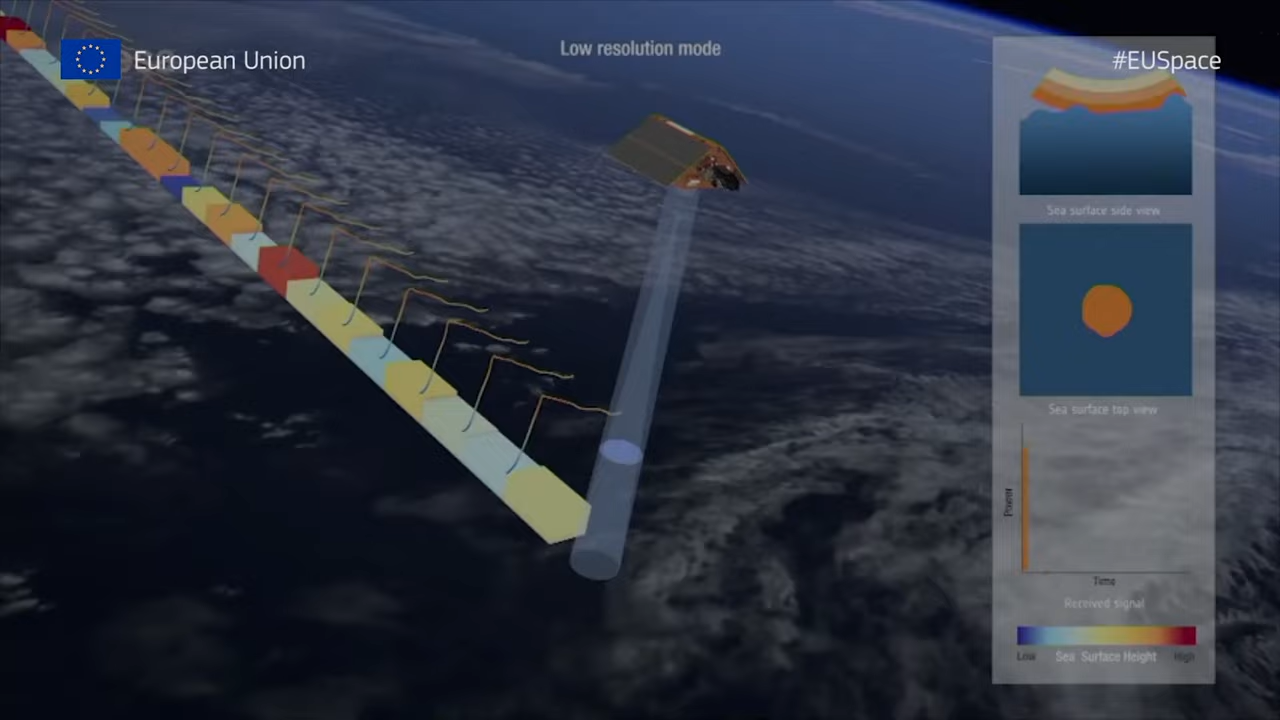 European Union
Low resolution mode
#EUSpace
Sea surface side view
Sea surface top view
Power
Time
Received signal
Low Sea Surface Height High